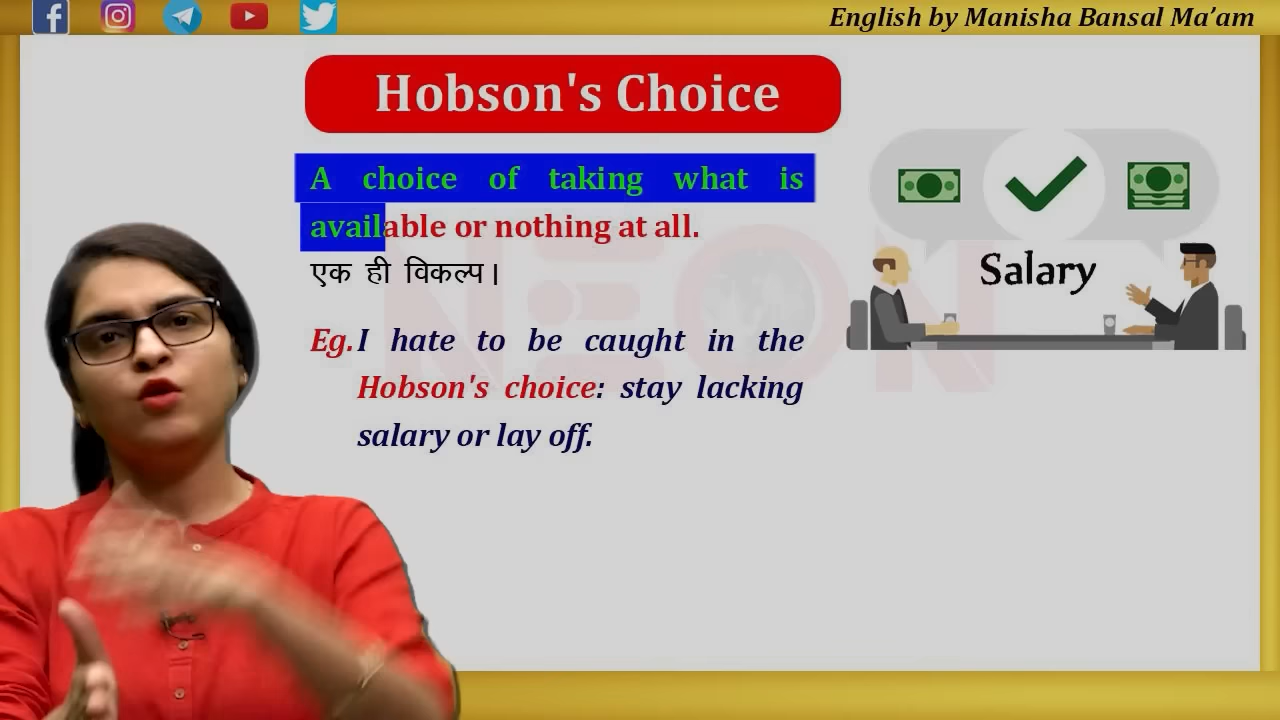 English by Manisha Bansal Ma’am
Hobson's Choice
A choice of taking what is
available or nothing at all.
एक ही विकल्प।
Eg. I hate to be caught in the
Hobson's choice: stay lacking
salary or lay off.
Salary
NEON